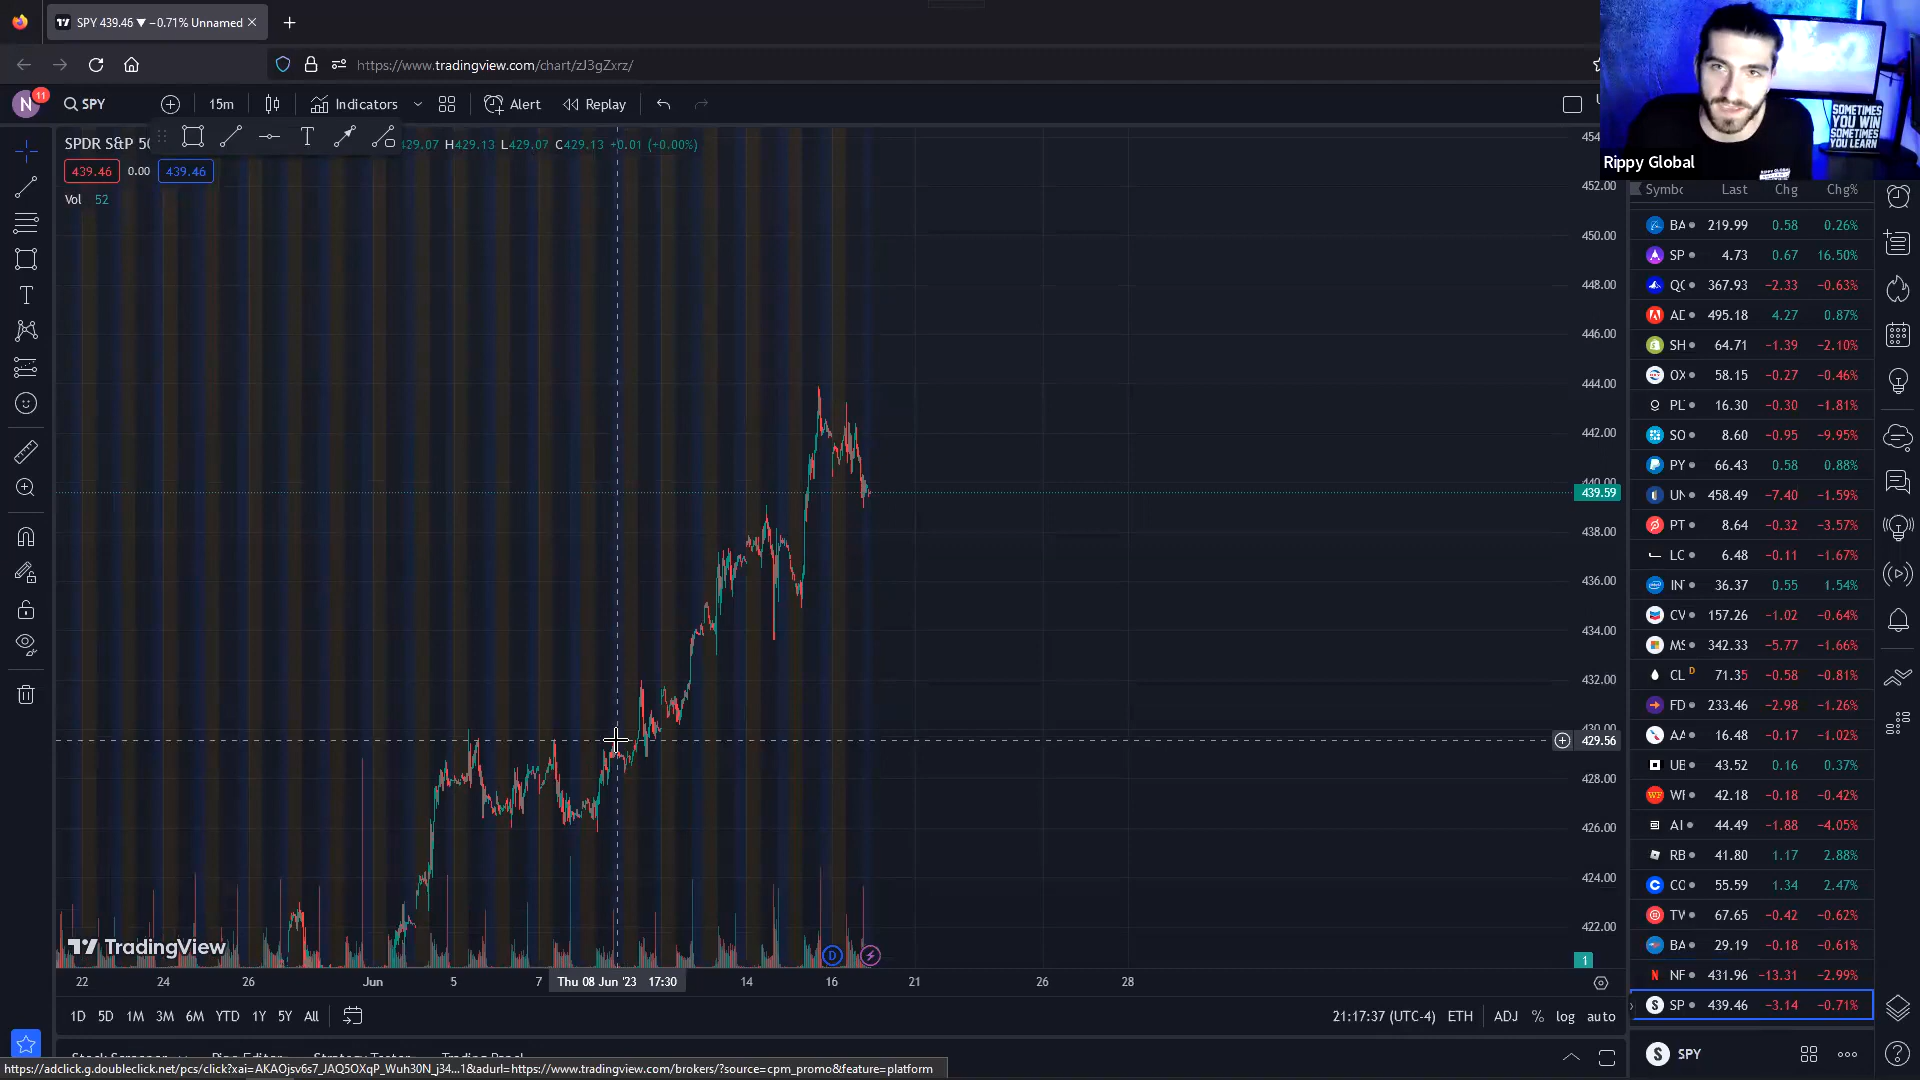 SPY 439.46 ▼ −0.71% Unnamed
https://www.tradingview.com/chart/zJ3gZxrz/
N 11 SPY 15m Indicators Alert Replay
SPDR S&P 50
429.07 H429.13 L429.07 C429.13 +0.01 (+0.00%)
439.46 0.00 439.46
Vol 52
SOMETIMES
YOU WIN
SOMETIMES
YOU LEARN
Rippy Global
454
452.00
450.00
448.00
446.00
444.00
442.00
440.00
439.59
438.00
436.00
434.00
432.00
430.00
429.56
428.00
426.00
424.00
422.00
1
Symbc Last Chg Chg%
BA 219.99 0.58 0.26%
SP 4.73 0.67 16.50%
QC 367.93 −2.33 −0.63%
AD 495.18 4.27 0.87%
SH 64.71 −1.39 −2.10%
OX 58.15 −0.27 −0.46%
PL 16.30 −0.30 −1.81%
SO 8.60 −0.95 −9.95%
PY 66.43 0.58 0.88%
UN 458.49 −7.40 −1.59%
PT 8.64 −0.32 −3.57%
LC 6.48 −0.11 −1.67%
IN 36.37 0.55 1.54%
CV 157.26 −1.02 −0.64%
MS 342.33 −5.77 −1.66%
CL D 71.35 −0.58 −0.81%
FD 233.46 −2.98 −1.26%
AA 16.48 −0.17 −1.02%
UB 43.52 0.16 0.37%
WF 42.18 −0.18 −0.42%
AI 44.49 −1.88 −4.05%
RB 41.80 1.17 2.88%
CO 55.59 1.34 2.47%
TW 67.65 −0.42 −0.62%
BA 29.19 −0.18 −0.61%
NF 431.96 −13.31 −2.99%
SP 439.46 −3.14 −0.71%
TradingView
D
22 24 26 Jun 5 7 Thu 08 Jun '23 17:30 14 16 21 26 28
1D 5D 1M 3M 6M YTD 1Y 5Y All
21:17:37 (UTC-4) ETH ADJ % log auto
SPY
https://adclick.g.doubleclick.net/pcs/click?xai=AKAOjsv6s7_JAQ5OXqP_Wuh30N_j34...1&adurl=https://www.tradingview.com/brokers/?source=cpm_promo&feature=platform